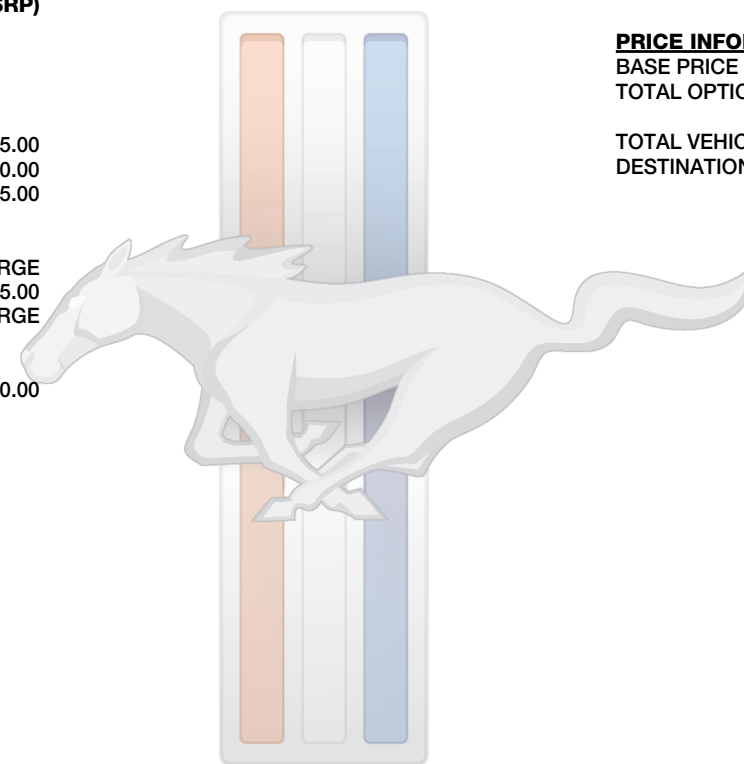 SRP)
5.00
0.00
5.00
RGE
5.00
RGE
0.00
PRICE INFO
BASE PRICE
TOTAL OPTIO
TOTAL VEHIC
DESTINATION